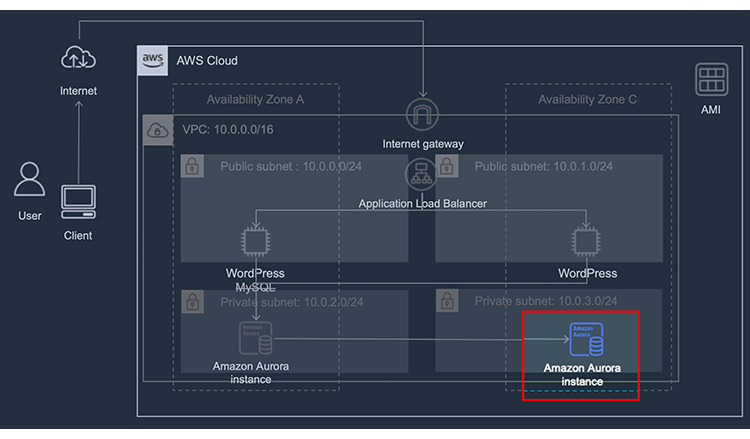 aws
AWS Cloud
Internet
Availability Zone A
Availability Zone C
AMI
VPC: 10.0.0.0/16
Internet gateway
Public subnet : 10.0.0.0/24
Public subnet: 10.0.1.0/24
User
Client
Application Load Balancer
WordPress
MySQL
WordPress
Private subnet: 10.0.2.0/24
Private subnet: 10.0.3.0/24
Amazon
Aurora
Amazon
Aurora
Amazon Aurora
instance
Amazon Aurora
instance